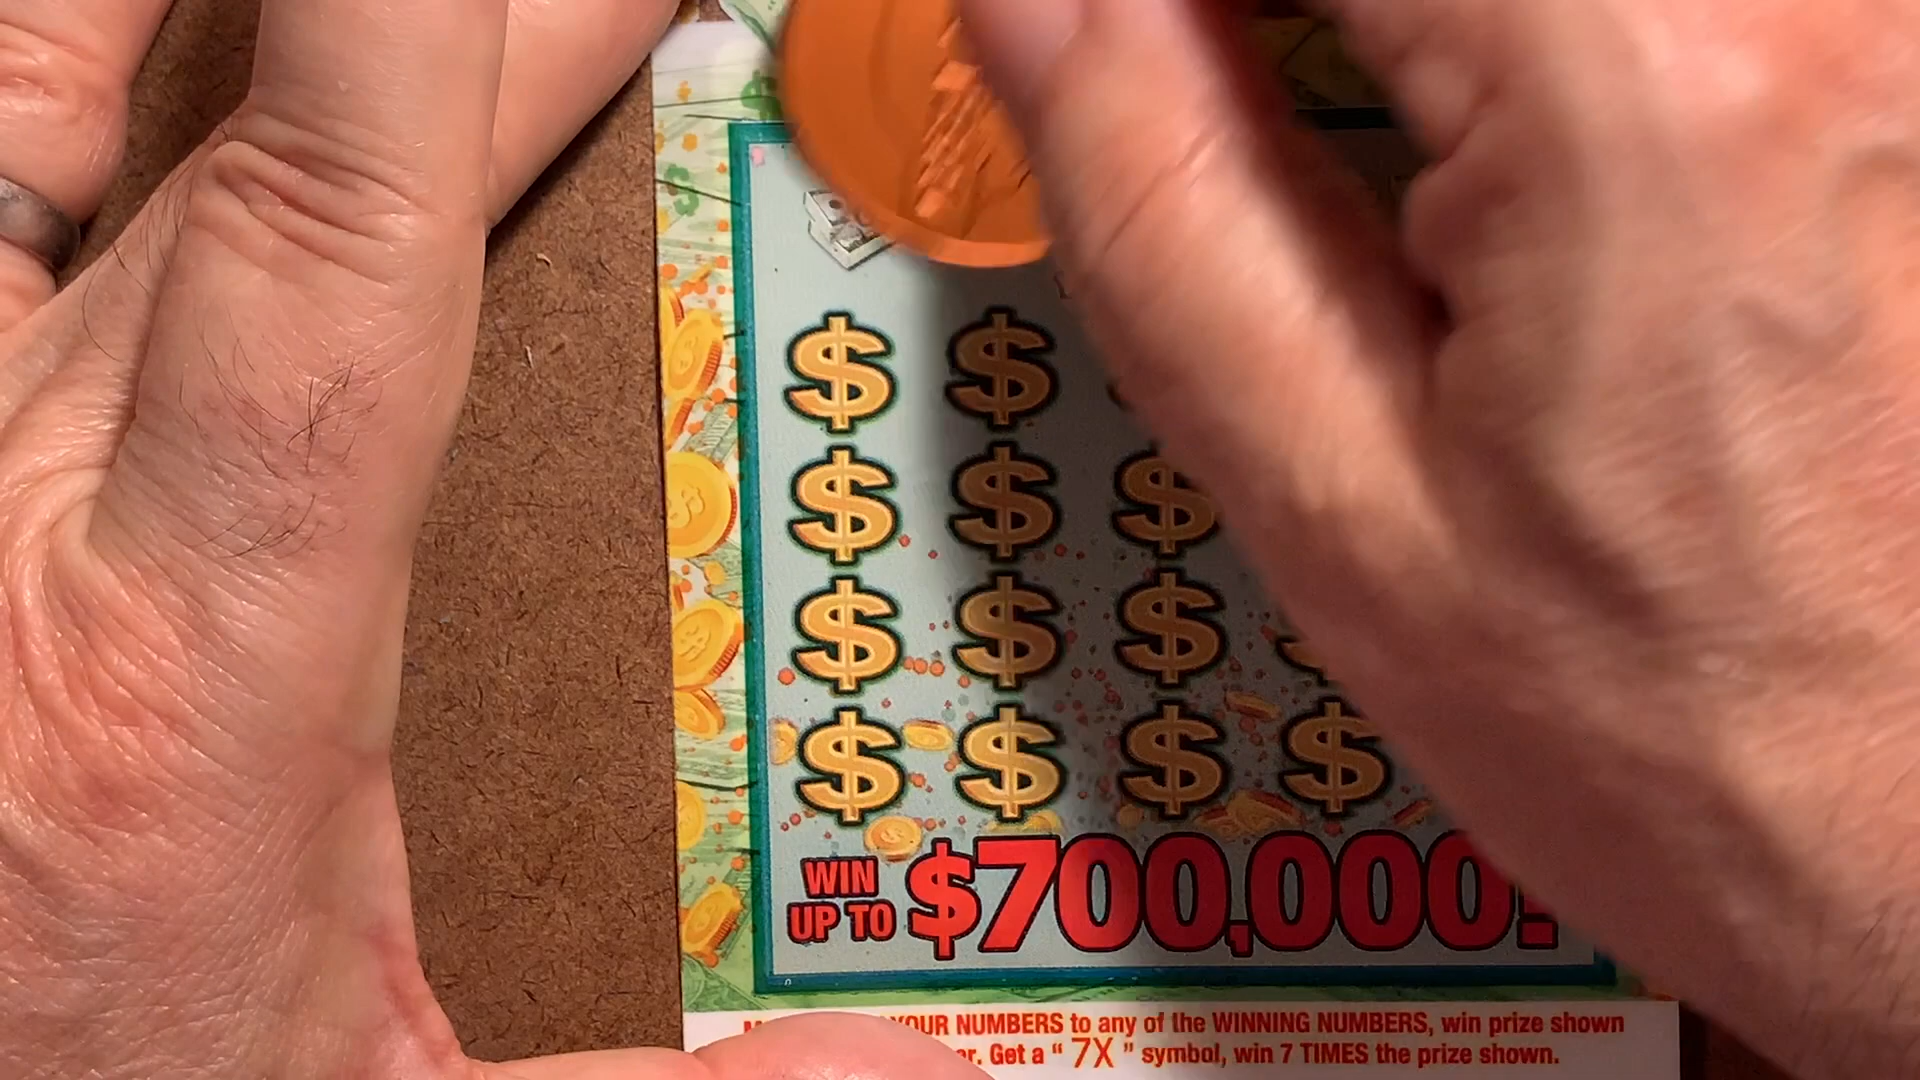 WIN
UP TO $700,000!
YOUR NUMBERS to any of the WINNING NUMBERS, win prize shown
Get a “ 7X ” symbol, win 7 TIMES the prize shown.